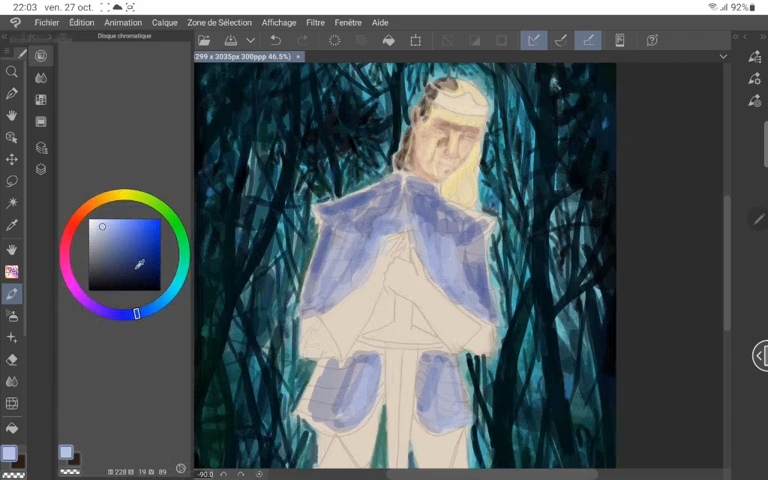 22:03 ven. 27 oct. 92%
Fichier Édition Animation Calque Zone de Sélection Affichage Filtre Fenêtre Aide
Disque chromatique
299 x 3035px 300ppp 46.5%)
228 19 89
-90.0